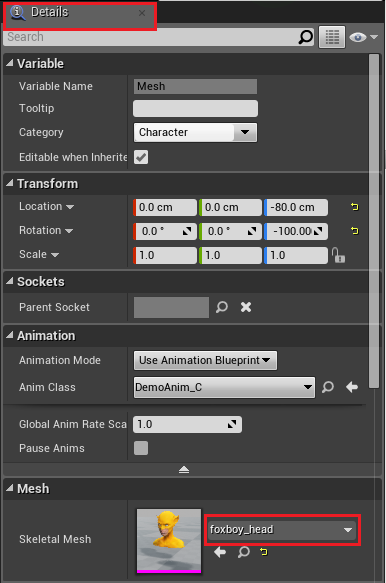 Details
Search
Variable
Variable Name Mesh
Tooltip
Category Character
Editable when Inherite
Transform
Location 0.0 cm 0.0 cm -80.0 cm
Rotation 0.0 ° 0.0 ° -100.00
Scale 1.0 1.0 1.0
Sockets
Parent Socket
Animation
Animation Mode Use Animation Blueprint
Anim Class DemoAnim_C
Global Anim Rate Sca 1.0
Pause Anims
Mesh
Skeletal Mesh foxboy_head